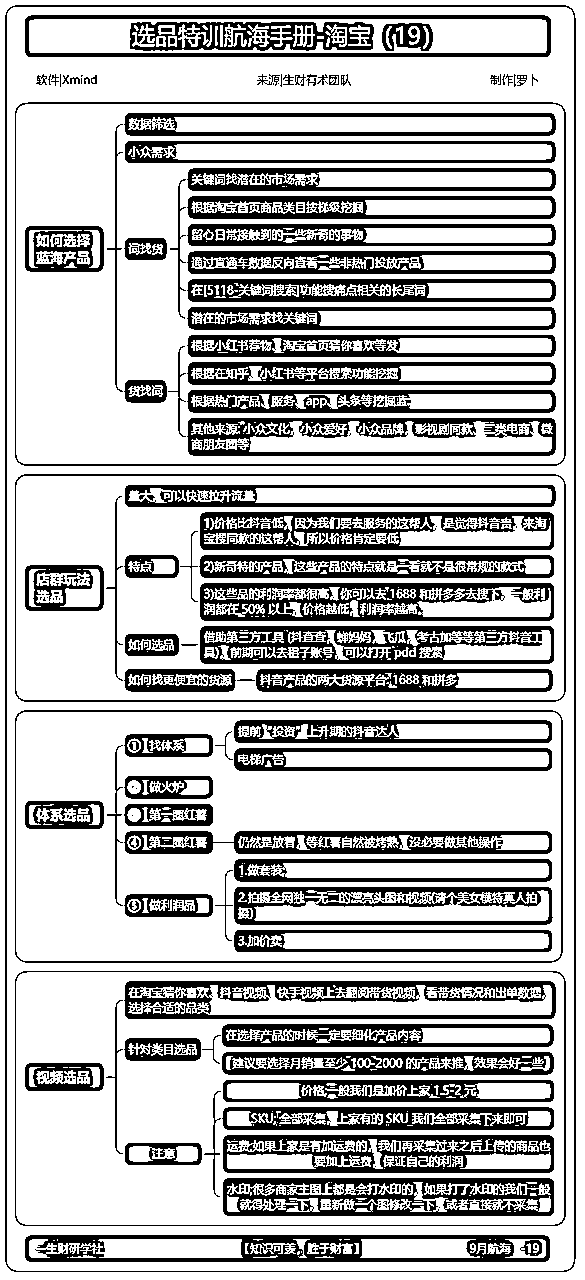 选品特训航海手册-淘宝（19）
软件|Xmind
来源|生财有术团队
制作|罗卜
如何选择
蓝海产品
数据筛选
小众需求
词找货
关键词找潜在的市场需求
根据淘宝首页商品类目按梯级挖掘
留心日常接触到的一些新奇的事物
通过直通车数据反向查看一些非热门投放产品
在[5118-关键词搜索]功能搜痛点相关的长尾词
潜在的市场需求找关键词
货找词
根据小红书荐物、淘宝首页猜你喜欢等发
根据在知乎、小红书等平台搜索功能挖掘
根据热门产品、服务、app、头条等挖掘蓝
其他来源:小众文化、小众爱好、小众品牌、影视剧同款、二类电商、微
商朋友圈等
店群玩法
选品
量大，可以快速拉升流量
特点
1)价格比抖音低，因为我们要去服务的这帮人，是觉得抖音贵，来淘
宝搜同款的这帮人，所以价格肯定要低
2)新奇特的产品，这些产品的特点就是一看就不是很常规的款式
3)这些品的利润率都很高，你可以去 1688 和拼多多去搜下，一般利
润都在 50% 以上，价格越低，利润率越高，
如何选品
借助第三方工具 (抖查查，蝉妈妈，飞瓜，考古加等等第三方抖音工
具)，前期可以去租子账号，可以打开 pdd 搜索
如何找更便宜的货源
抖音产品的两大货源平台:1688 和拼多
体系选品
① 找体系
提前 “投资” 上升期的抖音达人
电梯广告
做火炉
第一圈红薯
④ 第二圈红薯
仍然是放着，等红薯自然被烤熟，没必要做其他操作
⑤ 做利润品
1.做套装
2.拍摄全网独一无二的漂亮头图和视频(请个美女模特真人拍
摄)
3.加价卖
视频选品
在淘宝猜你喜欢，抖音视频，快手视频上去翻阅带货视频，看带货情况和出单数据，
选择合适的品类
针对类目选品
在选择产品的时候一定要细化产品内容
(建议要选择月销量至少 100-2000 的产品来推，效果会好一些)
注意
价格:一般我们是加价上家 1.5-2 元
SKU: 全部采集，上家有的 SKU 我们全部采集下来即可
运费:如果上家是有加运费的，我们再采集过来之后上传的商品也
要加上运费，保证自己的利润
水印:很多商家主图上都是会打水印的，如果打了水印的我们一般
就得处理一下，重新做一个图修改一下，或者直接就不采集
生财研学社
【知识可羡，胜于财富】
9月航海 -19